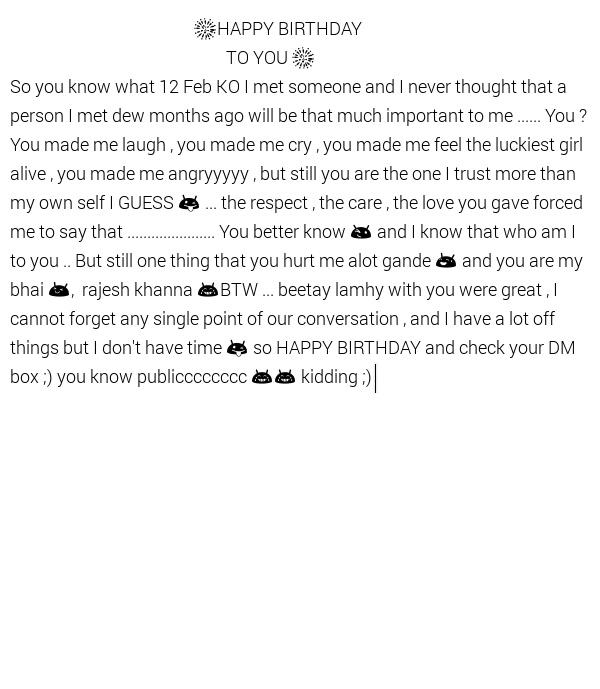 HAPPY BIRTHDAY
TO YOU
So you know what 12 Feb KO I met someone and I never thought that a
person I met dew months ago will be that much important to me ...... You ?
You made me laugh , you made me cry , you made me feel the luckiest girl
alive , you made me angryyyyy , but still you are the one I trust more than
my own self I GUESS ... the respect , the care , the love you gave forced
me to say that ...................... You better know and I know that who am I
to you .. But still one thing that you hurt me alot gande and you are my
bhai , rajesh khanna BTW ... beetay lamhy with you were great , I
cannot forget any single point of our conversation , and I have a lot off
things but I don't have time so HAPPY BIRTHDAY and check your DM
box ;) you know publicccccccc kidding ;)